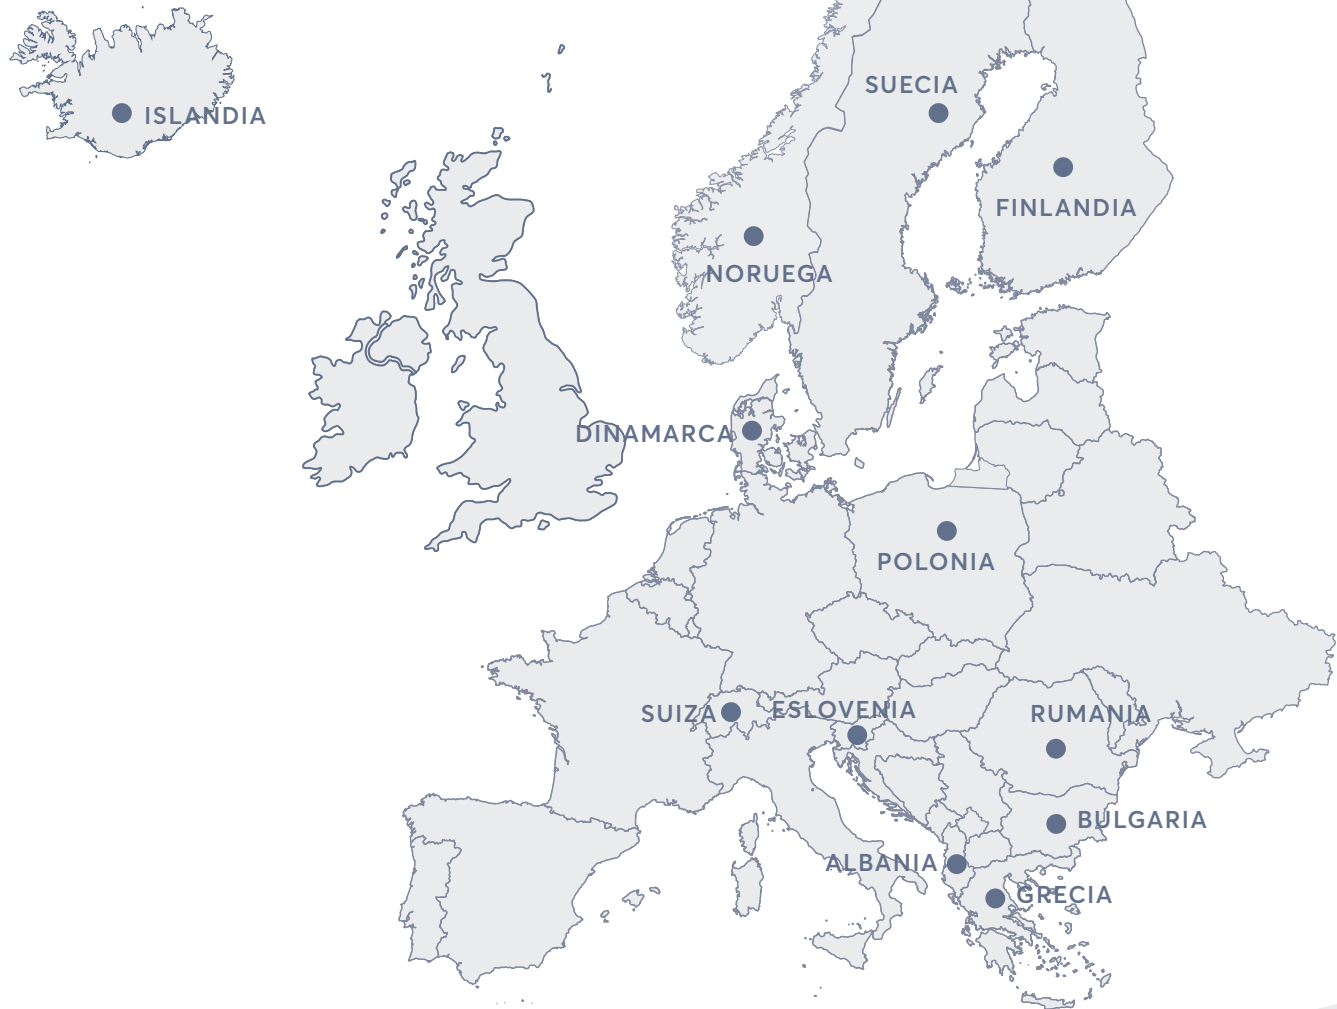 SUECIA
ISLANDIA
FINLANDIA
NORUEGA
DINAMARCA
POLONIA
SUIZA
ESLOVENIA
RUMANIA
BULGARIA
ALBANIA
GRECIA